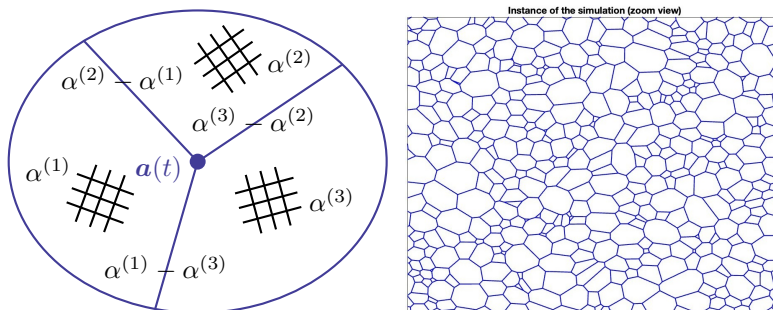 Instance of the simulation (zoom view)
α⁽²⁾ − α⁽¹⁾
α⁽²⁾
α⁽³⁾ − α⁽²⁾
α⁽¹⁾
a(t)
α⁽³⁾
α⁽¹⁾ − α⁽³⁾